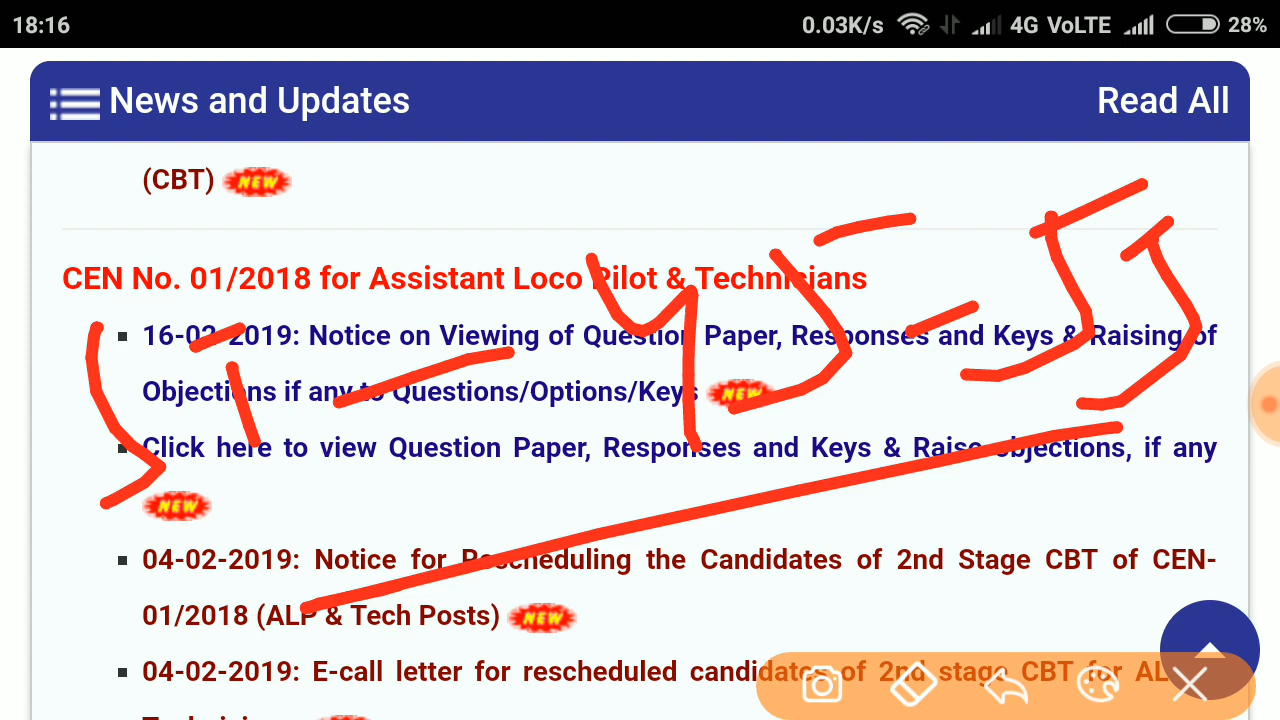 18:16 0.03K/s 4G VoLTE 28%
News and Updates Read All
(CBT) NEW
CEN No. 01/2018 for Assistant Loco Pilot & Technicians
16-02-2019: Notice on Viewing of Question Paper, Responses and Keys & Raising of
Objections if any to Questions/Options/Keys NEW
Click here to view Question Paper, Responses and Keys & Raise objections, if any
NEW
04-02-2019: Notice for Rescheduling the Candidates of 2nd Stage CBT of CEN-
01/2018 (ALP & Tech Posts) NEW
04-02-2019: E-call letter for rescheduled candidates of 2nd stage CBT for